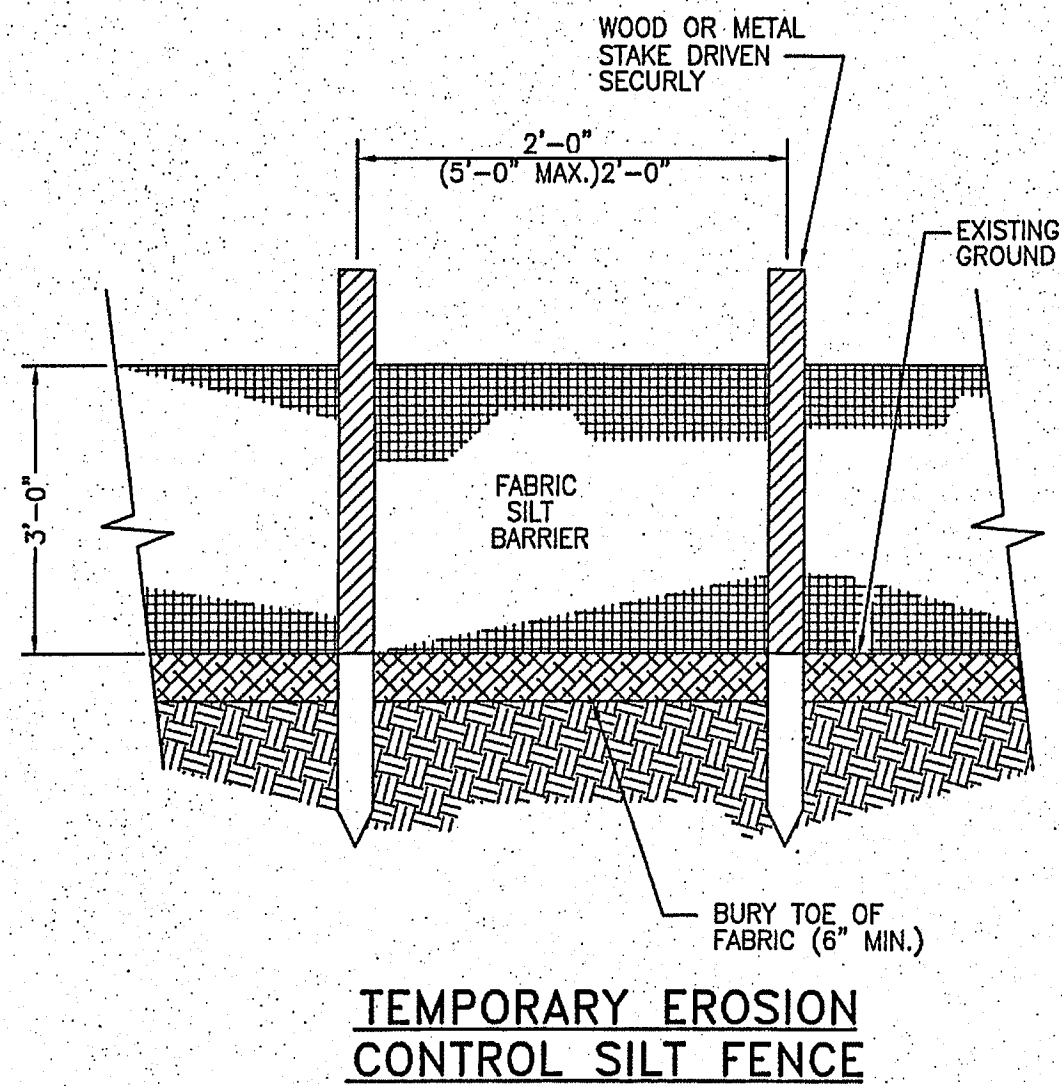 WOOD OR METAL
STAKE DRIVEN
SECURLY
2'-0"
(5'-0" MAX.)2'-0"
EXISTING
GROUND
3'-0"
FABRIC
SILT
BARRIER
BURY TOE OF
FABRIC (6" MIN.)
TEMPORARY EROSION
CONTROL SILT FENCE